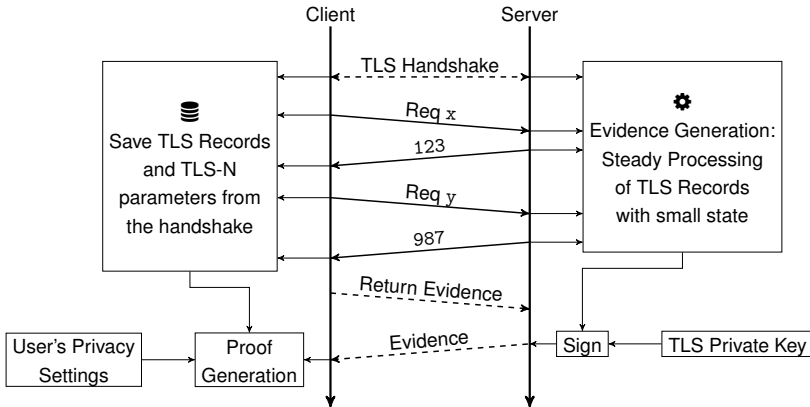 Client
Server
TLS Handshake
Save TLS Records
and TLS-N
parameters from
the handshake
Req x
123
Req y
987
Evidence Generation:
Steady Processing
of TLS Records
with small state
Return Evidence
Evidence
User's Privacy
Settings
Proof
Generation
Sign
TLS Private Key